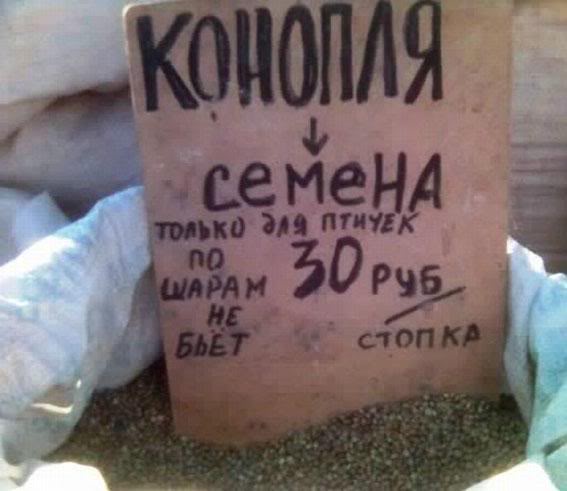 КОНОПЛЯ
↓
семена
ТОЛЬКО ДЛЯ ПТИЧЕК
ПО ШАРАМ НЕ БЬЁТ
30 РУБ/СТОПКА